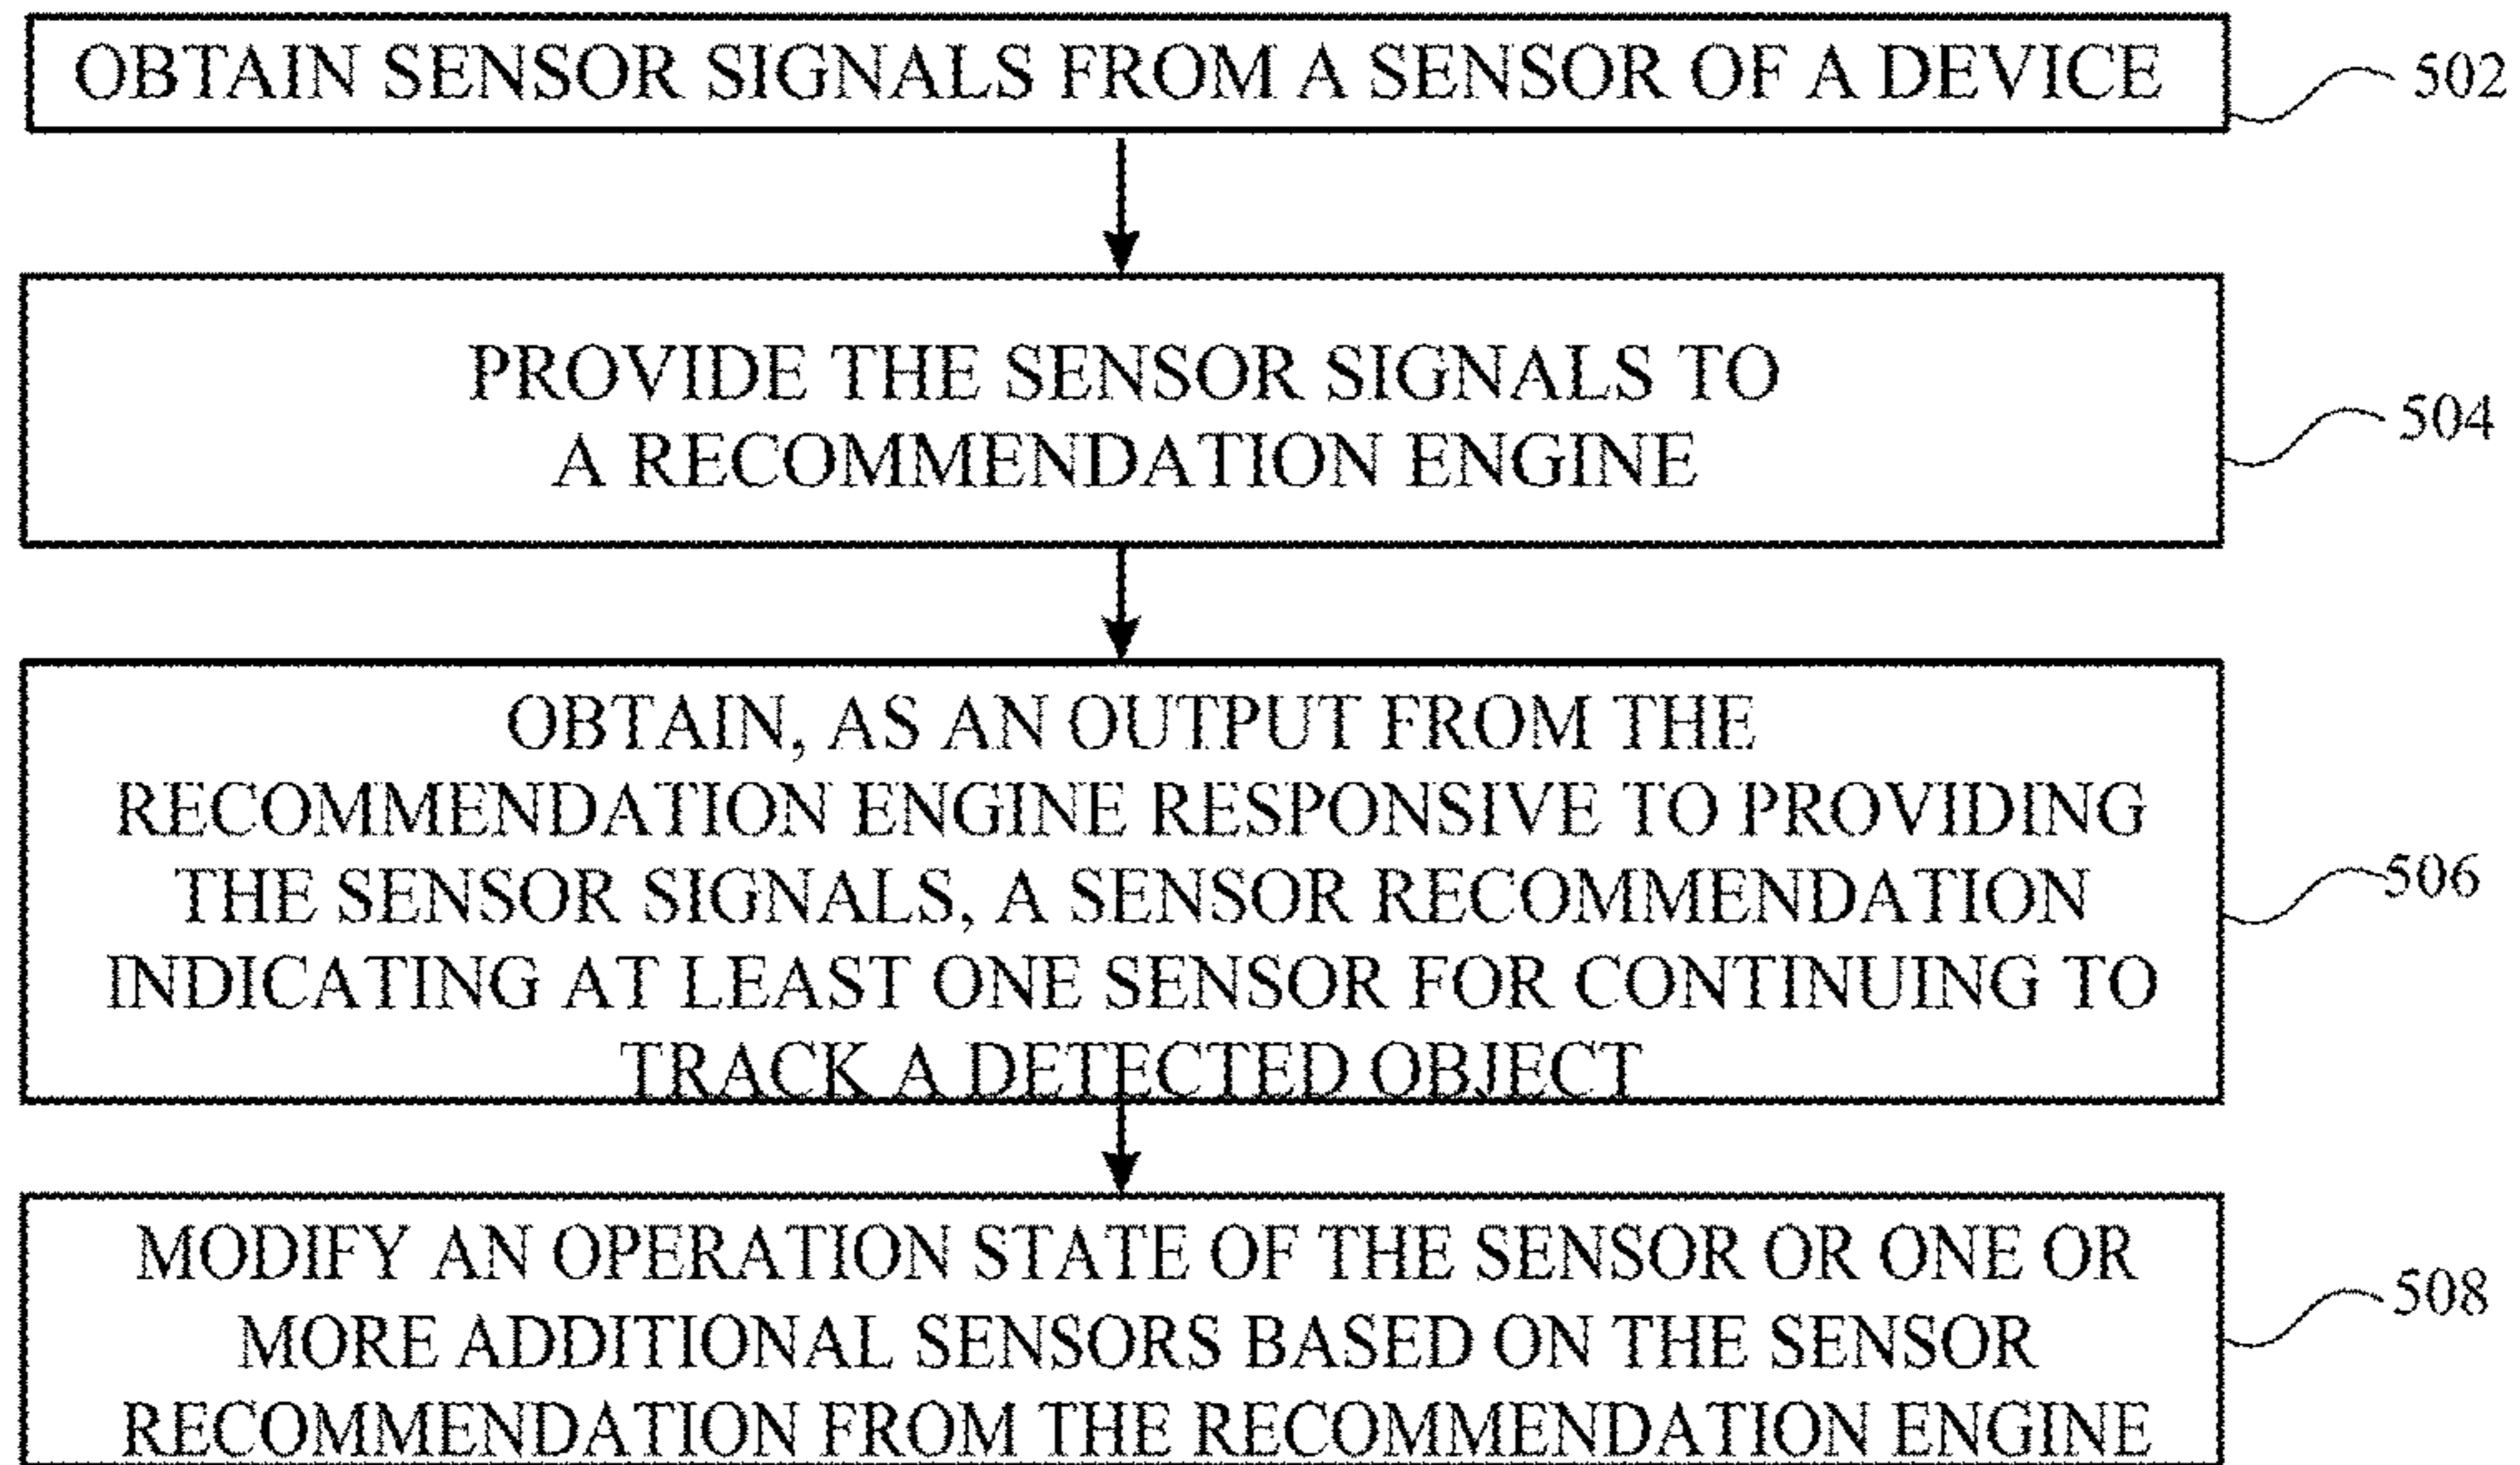 OBTAIN SENSOR SIGNALS FROM A SENSOR OF A DEVICE
502
PROVIDE THE SENSOR SIGNALS TO
A RECOMMENDATION ENGINE
504
OBTAIN, AS AN OUTPUT FROM THE
RECOMMENDATION ENGINE RESPONSIVE TO PROVIDING
THE SENSOR SIGNALS, A SENSOR RECOMMENDATION
INDICATING AT LEAST ONE SENSOR FOR CONTINUING TO
TRACK A DETECTED OBJECT
506
MODIFY AN OPERATION STATE OF THE SENSOR OR ONE OR
MORE ADDITIONAL SENSORS BASED ON THE SENSOR
RECOMMENDATION FROM THE RECOMMENDATION ENGINE
508